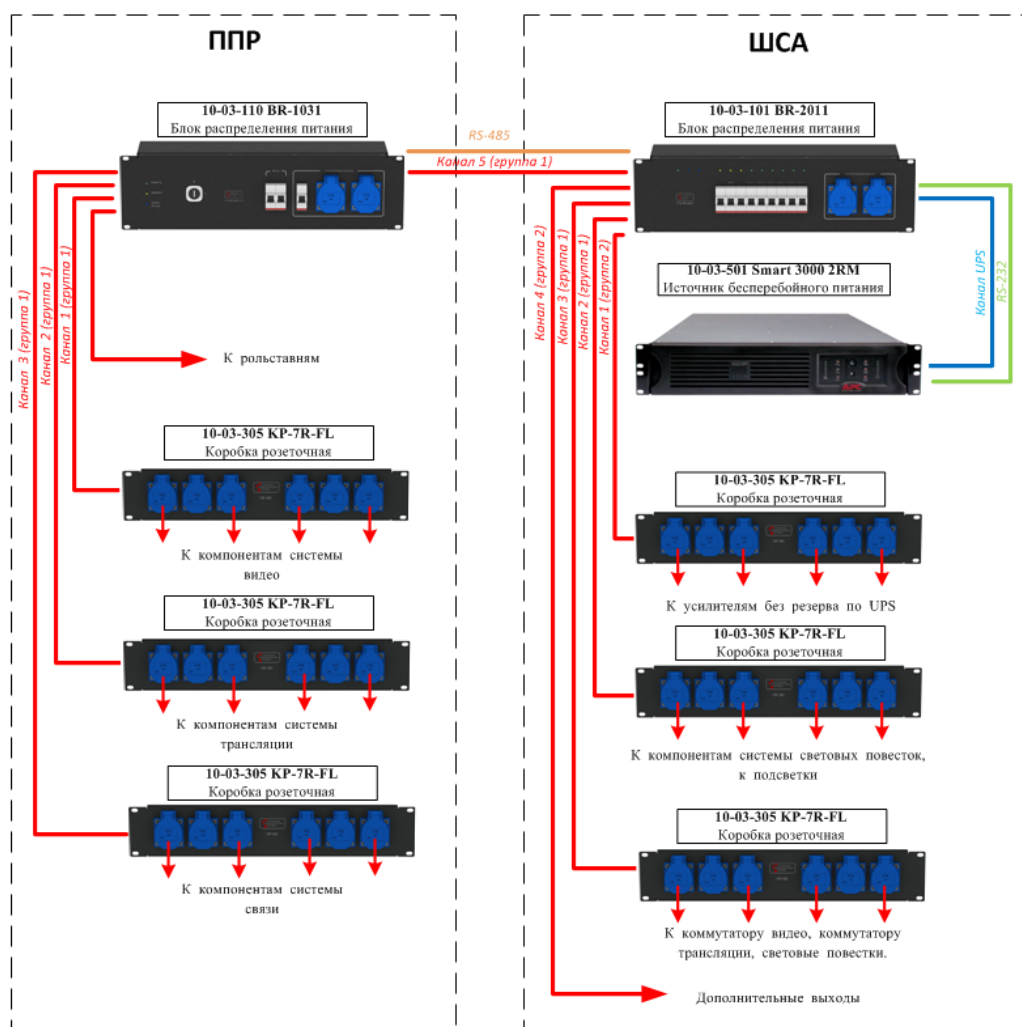 ППР
10-03-110 BR-1031
Блок распределения питания
Канал 3 (группа 1)
Канал 2 (группа 1)
Канал 1 (группа 1)
К рольставням
10-03-305 KP-7R-FL
Коробка розеточная
К компонентам системы
видео
10-03-305 KP-7R-FL
Коробка розеточная
К компонентам системы
трансляции
10-03-305 KP-7R-FL
Коробка розеточная
К компонентам системы
связи
RS-485
Канал 5 (группа 1)
ШСА
10-03-101 BR-2011
Блок распределения питания
Канал 4 (группа 2)
Канал 3 (группа 1)
Канал 2 (группа 1)
Канал 1 (группа 2)
Канал UPS
RS-232
10-03-501 Smart 3000 2RM
Источник бесперебойного питания
APC
10-03-305 KP-7R-FL
Коробка розеточная
К усилителям без резерва по UPS
10-03-305 KP-7R-FL
Коробка розеточная
К компонентам системы световых повесток,
к подсветки
10-03-305 KP-7R-FL
Коробка розеточная
К коммутатору видео, коммутатору
трансляции, световые повестки.
Дополнительные выходы